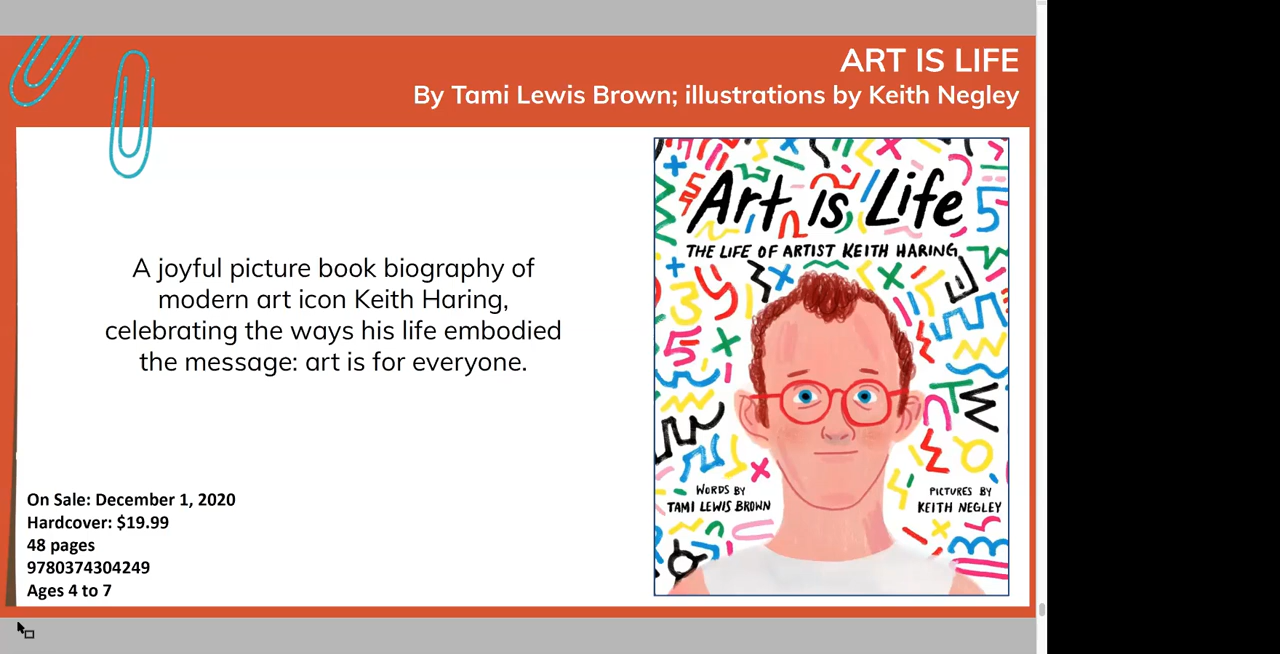 ART IS LIFE
By Tami Lewis Brown; illustrations by Keith Negley
A joyful picture book biography of
modern art icon Keith Haring,
celebrating the ways his life embodied
the message: art is for everyone.
On Sale: December 1, 2020
Hardcover: $19.99
48 pages
9780374304249
Ages 4 to 7
Art is Life
THE LIFE OF ARTIST KEITH HARING
WORDS BY
TAMI LEWIS BROWN
PICTURES BY
KEITH NEGLEY